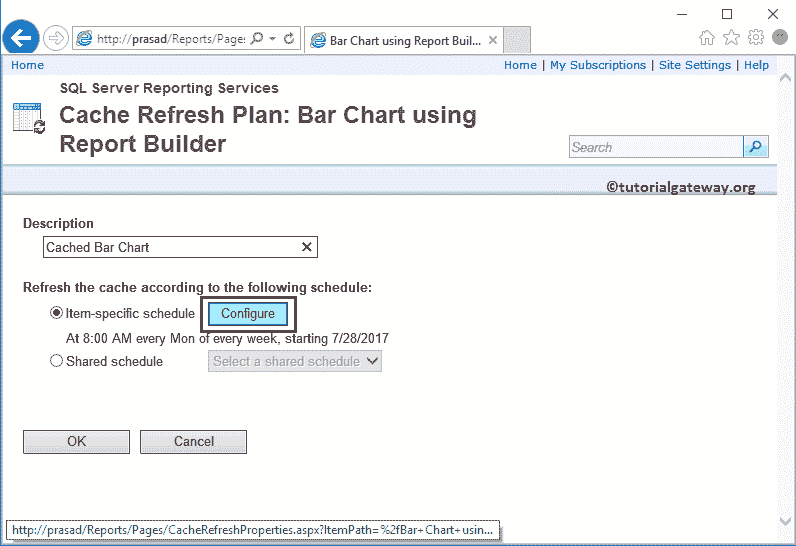 http://prasad/Reports/Pages
Bar Chart using Report Buil...
Home
Home | My Subscriptions | Site Settings | Help
SQL Server Reporting Services
Cache Refresh Plan: Bar Chart using
Report Builder
Search
©tutorialgateway.org
Description
Cached Bar Chart
Refresh the cache according to the following schedule:
Item-specific schedule Configure
At 8:00 AM every Mon of every week, starting 7/28/2017
Shared schedule Select a shared schedule
OK Cancel
http://prasad/Reports/Pages/CacheRefreshProperties.aspx?ItemPath=%2fBar+Chart+usin...